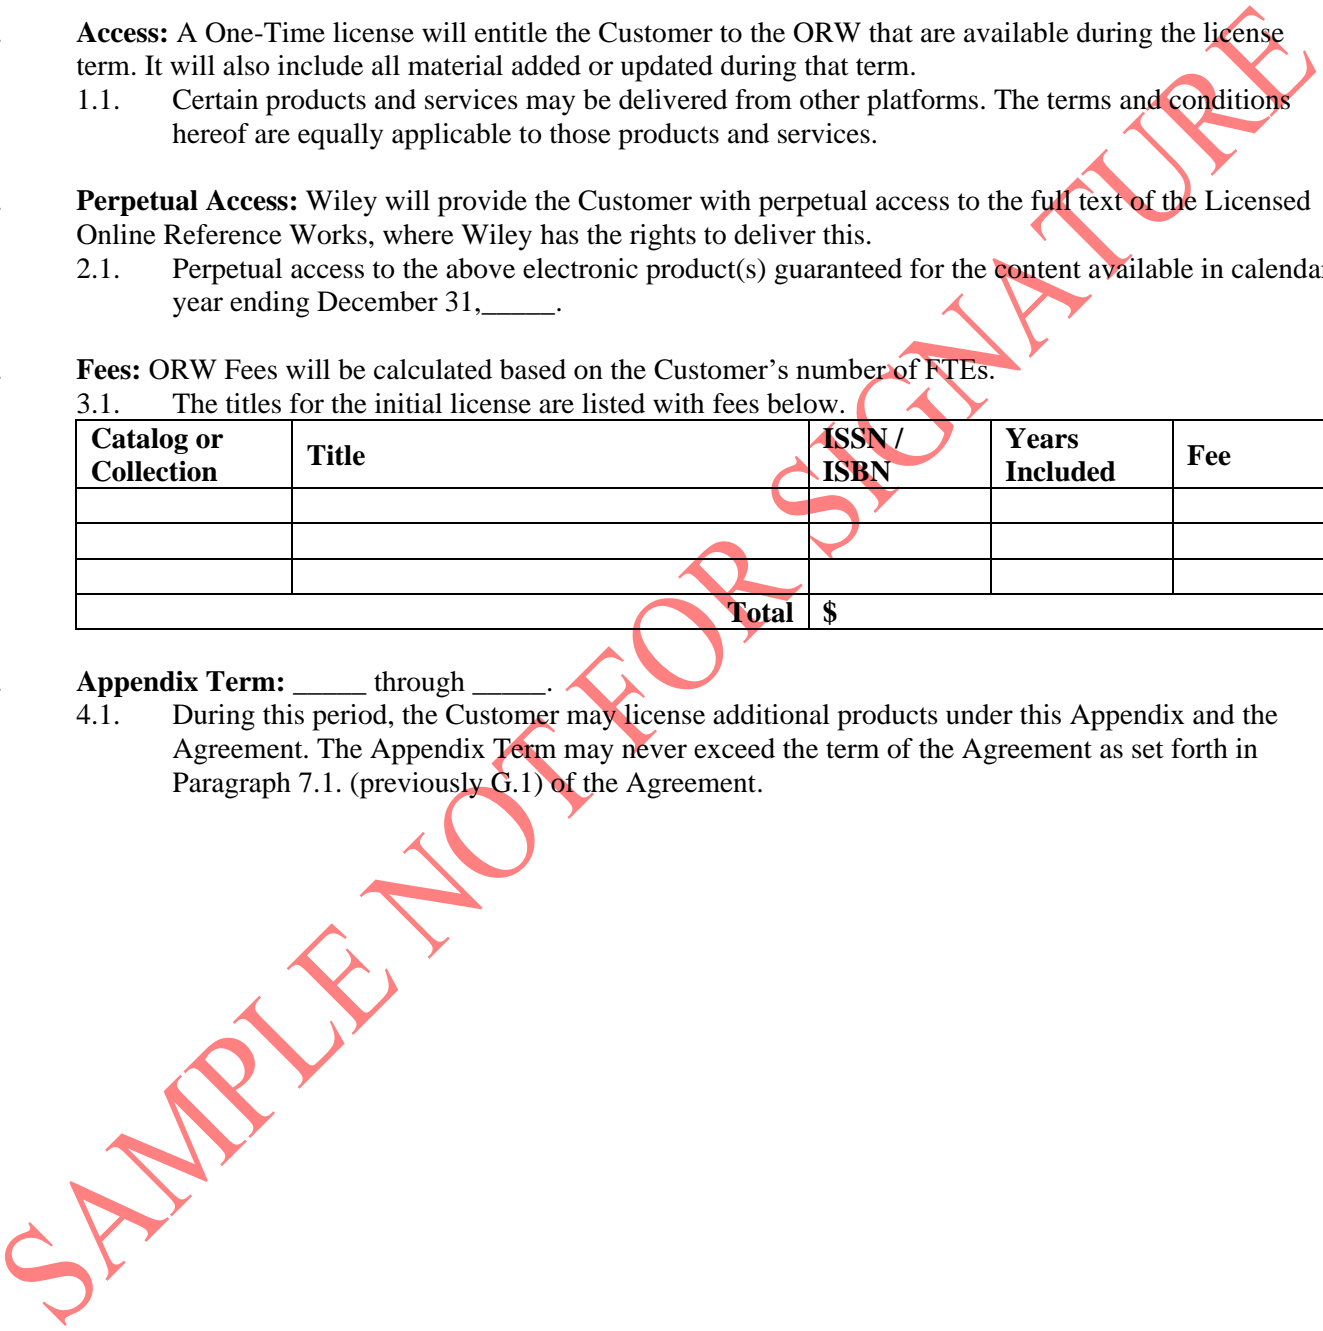 . Access: A One-Time license will entitle the Customer to the ORW that are available during the license
term. It will also include all material added or updated during that term.
1.1. Certain products and services may be delivered from other platforms. The terms and conditions
hereof are equally applicable to those products and services.
. Perpetual Access: Wiley will provide the Customer with perpetual access to the full text of the Licensed
Online Reference Works, where Wiley has the rights to deliver this.
2.1. Perpetual access to the above electronic product(s) guaranteed for the content available in calenda
year ending December 31,_____.
. Fees: ORW Fees will be calculated based on the Customer’s number of FTEs.
3.1. The titles for the initial license are listed with fees below.
Catalog or
Collection
Title
ISSN /
ISBN
Years
Included
Fee
Total $
. Appendix Term: _____ through _____.
4.1. During this period, the Customer may license additional products under this Appendix and the
Agreement. The Appendix Term may never exceed the term of the Agreement as set forth in
Paragraph 7.1. (previously G.1) of the Agreement.
SAMPLE NOT FOR SIGNATURE